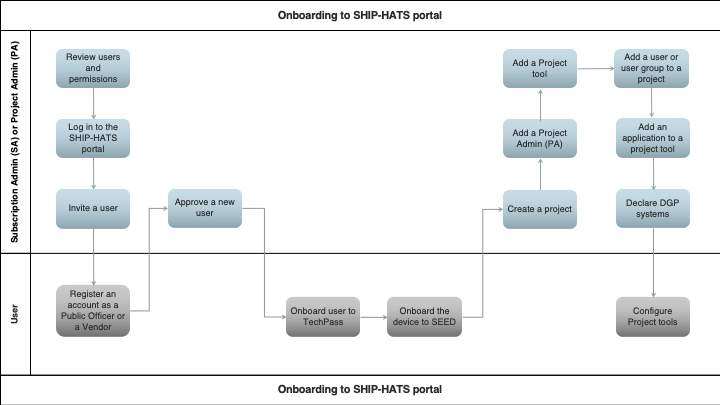 Onboarding to SHIP-HATS portal
Subscription Admin (SA) or Project Admin (PA)
Review users
and
permissions
Log in to the
SHIP-HATS
portal
Invite a user
Approve a new
user
Add a Project
tool
Add a user or
user group to a
project
Add a Project
Admin (PA)
Add an
application to a
project tool
Create a project
Declare DGP
systems
User
Register an
account as a
Public Officer or
a Vendor
Onboard user to
TechPass
Onboard the
device to SEED
Configure
Project tools
Onboarding to SHIP-HATS portal